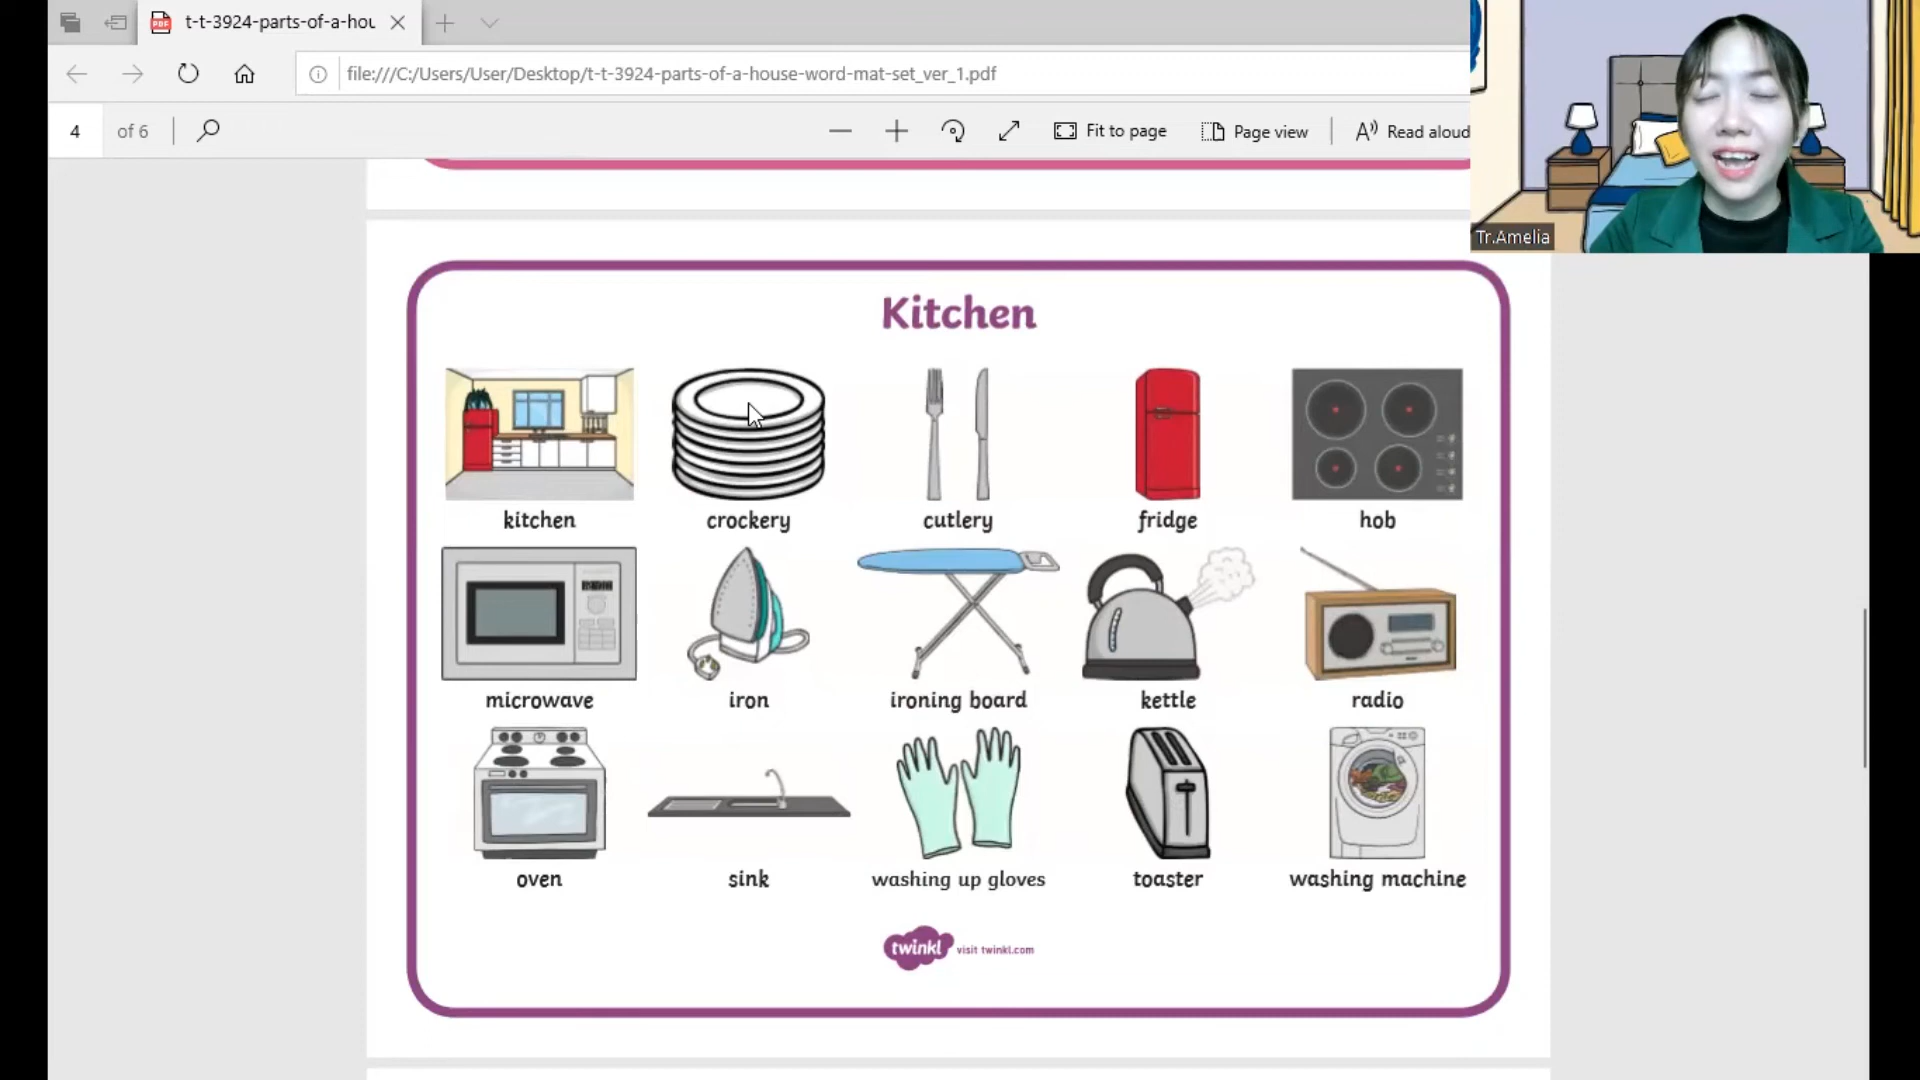 t-t-3924-parts-of-a-hou
file:///C:/Users/User/Desktop/t-t-3924-parts-of-a-house-word-mat-set_ver_1.pdf
4 of 6 Fit to page Page view Read aloud
Tr.Amelia
Kitchen
kitchen crockery cutlery fridge hob
microwave iron ironing board kettle radio
oven sink washing up gloves toaster washing machine
twinkl visit twinkl.com